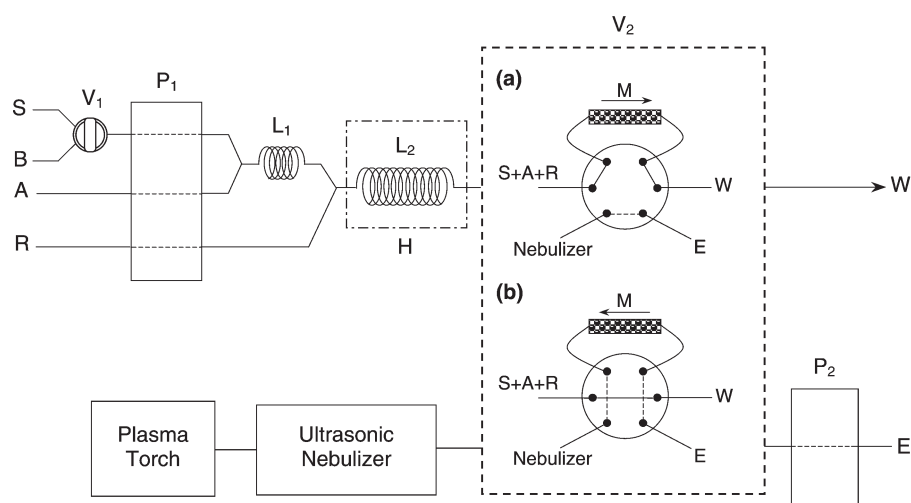 V₂
(a)
M
P₁
S
V₁
B
A
R
L₁
L₂
H
S+A+R
W
Nebulizer
E
W
(b)
M
S+A+R
W
Nebulizer
E
P₂
E
Plasma
Torch
Ultrasonic
Nebulizer